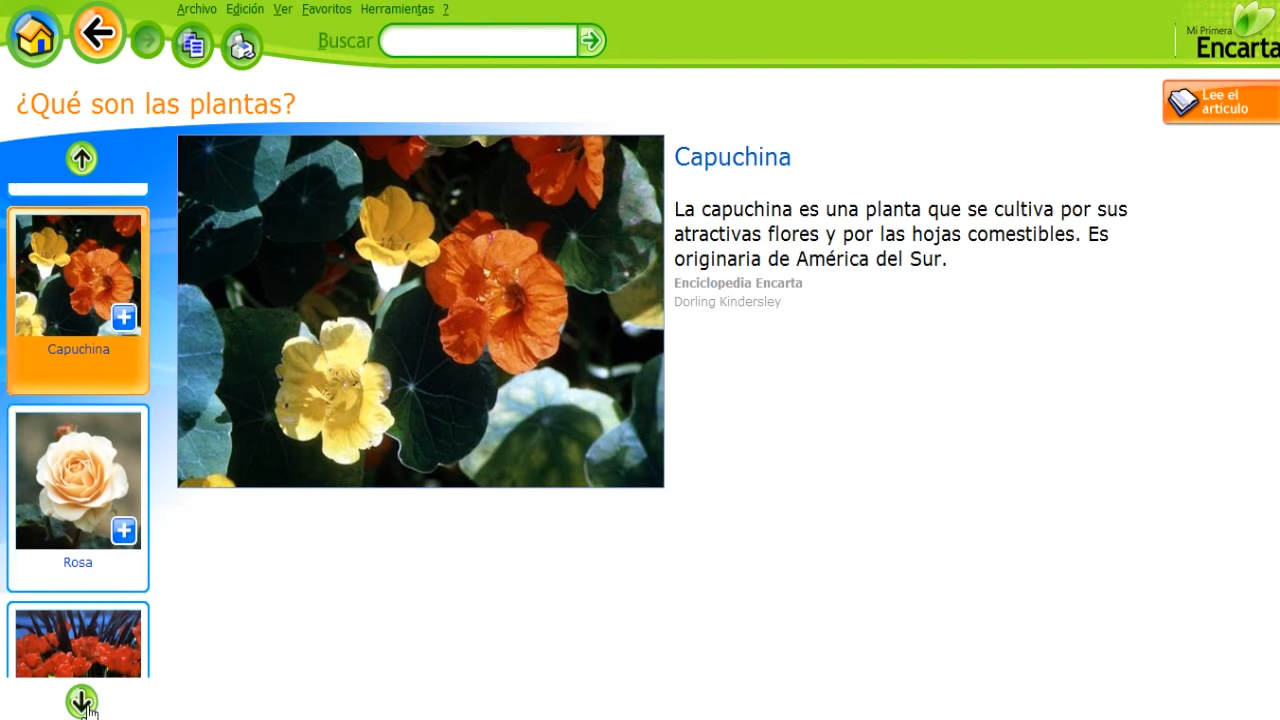 Archivo Edición Ver Favoritos Herramientas ?
Buscar
Mi Primera
Encarta
¿Qué son las plantas?
Lee el
artículo
Capuchina
La capuchina es una planta que se cultiva por sus
atractivas flores y por las hojas comestibles. Es
originaria de América del Sur.
Enciclopedia Encarta
Dorling Kindersley
Capuchina
Rosa